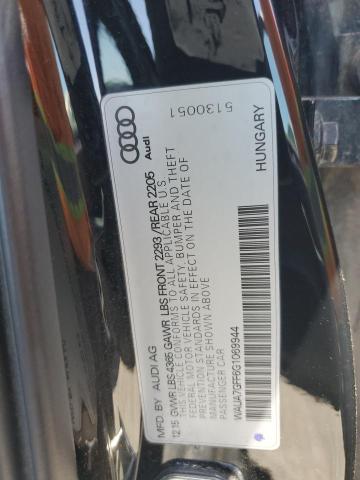 5130051
Audi
MFD BY AUDI AG
12.15 GVWR LBS4365 GAWR LBS FRONT 2293/REAR 2205
THIS VEHICLE CONFORMS TO ALL APPLICABLE U.S.
FEDERAL MOTOR VEHICLE SAFETY, BUMPER AND THEFT
PREVENTION STANDARDS IN EFFECT ON THE DATE OF
MANUFACTURE SHOWN ABOVE
PASSENGER CAR
WAUA7GFF6G1069944
HUNGARY